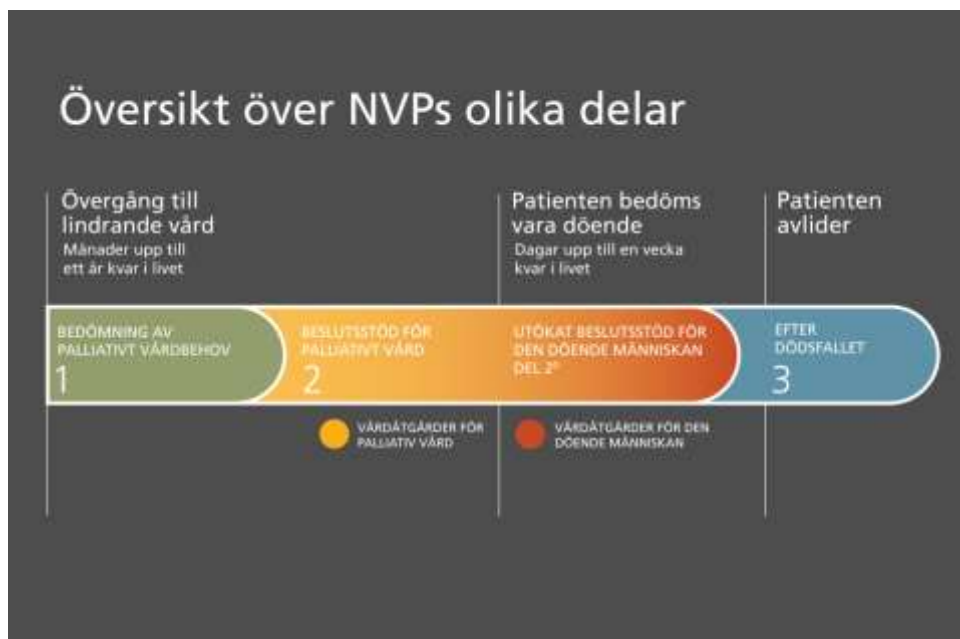 Översikt över NVPs olika delar
Övergång till
lindrande vård
Månader upp till
ett år kvar i livet
Patienten bedöms
vara döende
Dagar upp till en vecka
kvar i livet
Patienten
avlider
BEDÖMNING AV
PALLIATIVT VÅRDBEHOV
1
BESLUTSSTÖD FÖR
PALLIATIVT VÅRD
2
UTÖKAT BESLUTSSTÖD FÖR
DEN DÖENDE MÄNNISKAN
DEL 2D
EFTER
DÖDSFALLET
3
VÅRDÅTGÄRDER FÖR
PALLIATIV VÅRD
VÅRDÅTGÄRDER FÖR DEN
DÖENDE MÄNNISKAN